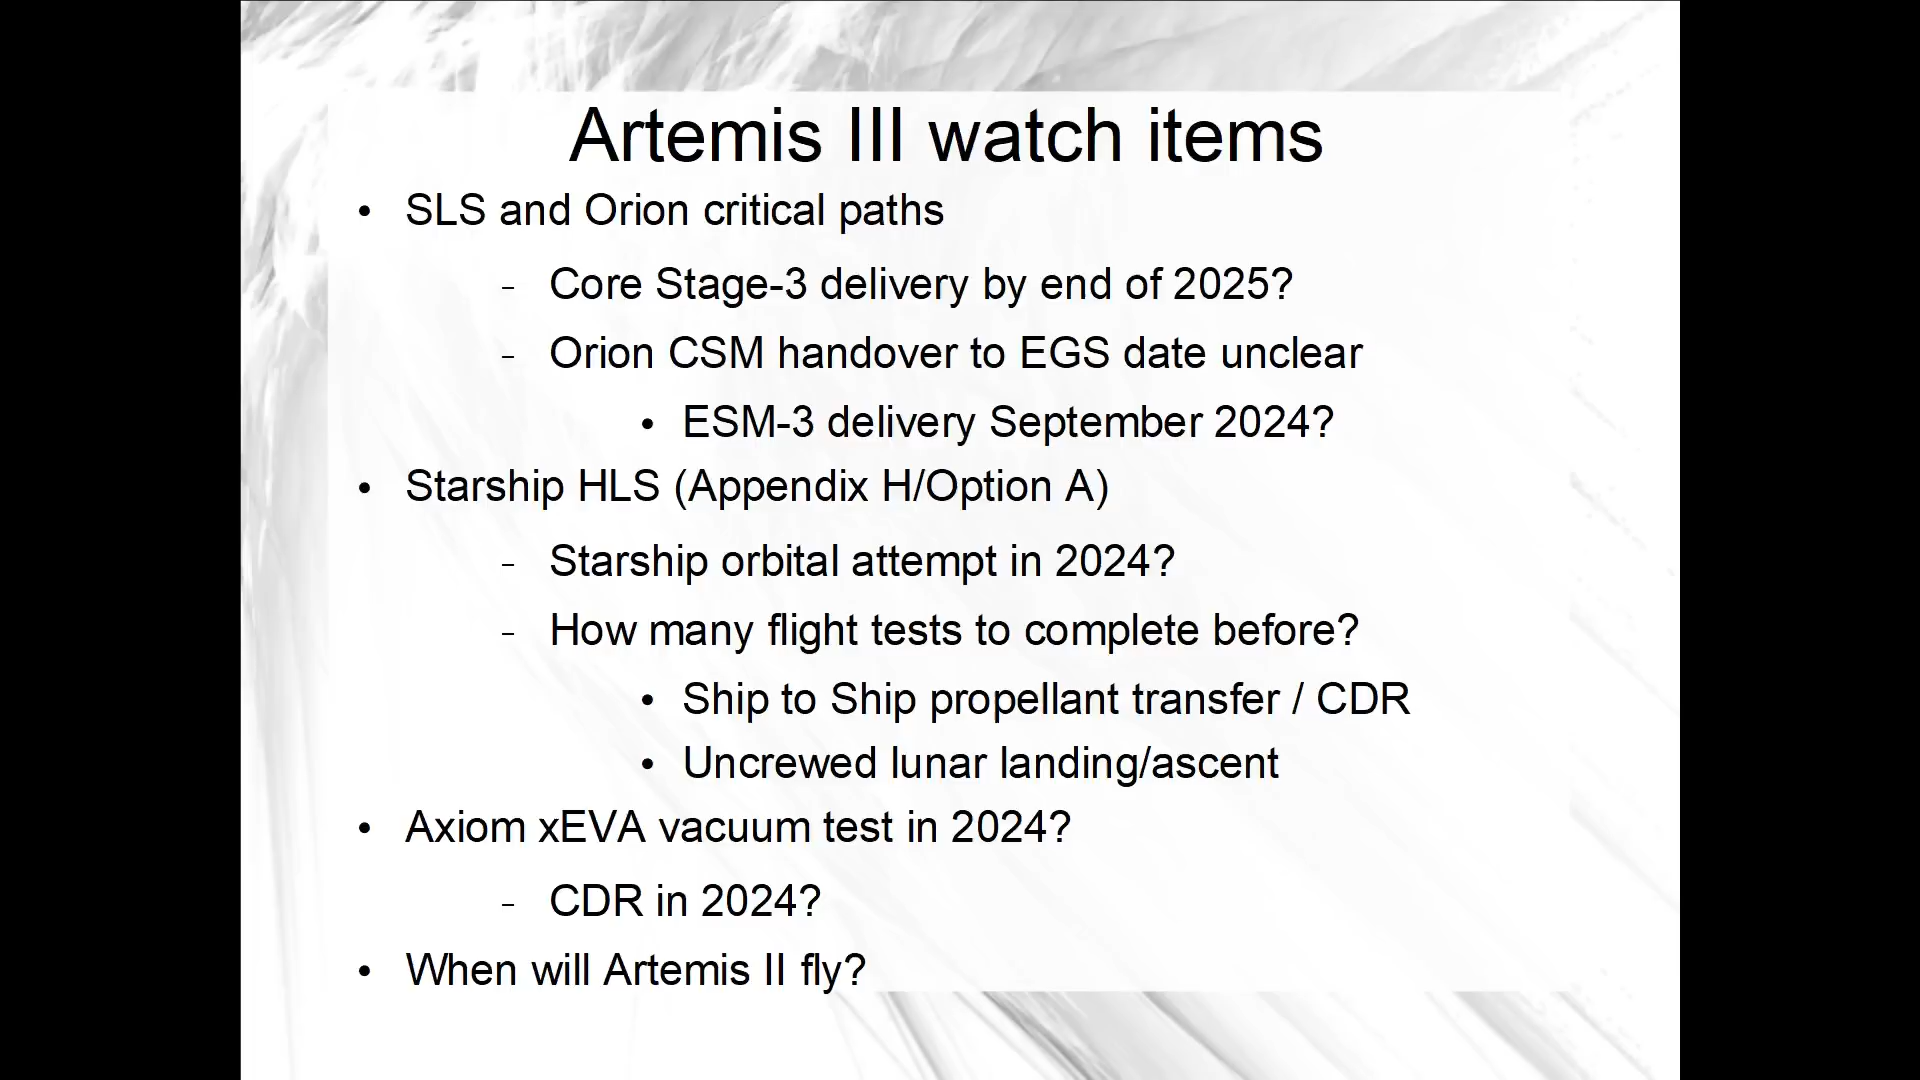 Artemis III watch items
• SLS and Orion critical paths
– Core Stage-3 delivery by end of 2025?
– Orion CSM handover to EGS date unclear
• ESM-3 delivery September 2024?
• Starship HLS (Appendix H/Option A)
– Starship orbital attempt in 2024?
– How many flight tests to complete before?
• Ship to Ship propellant transfer / CDR
• Uncrewed lunar landing/ascent
• Axiom xEVA vacuum test in 2024?
– CDR in 2024?
• When will Artemis II fly?